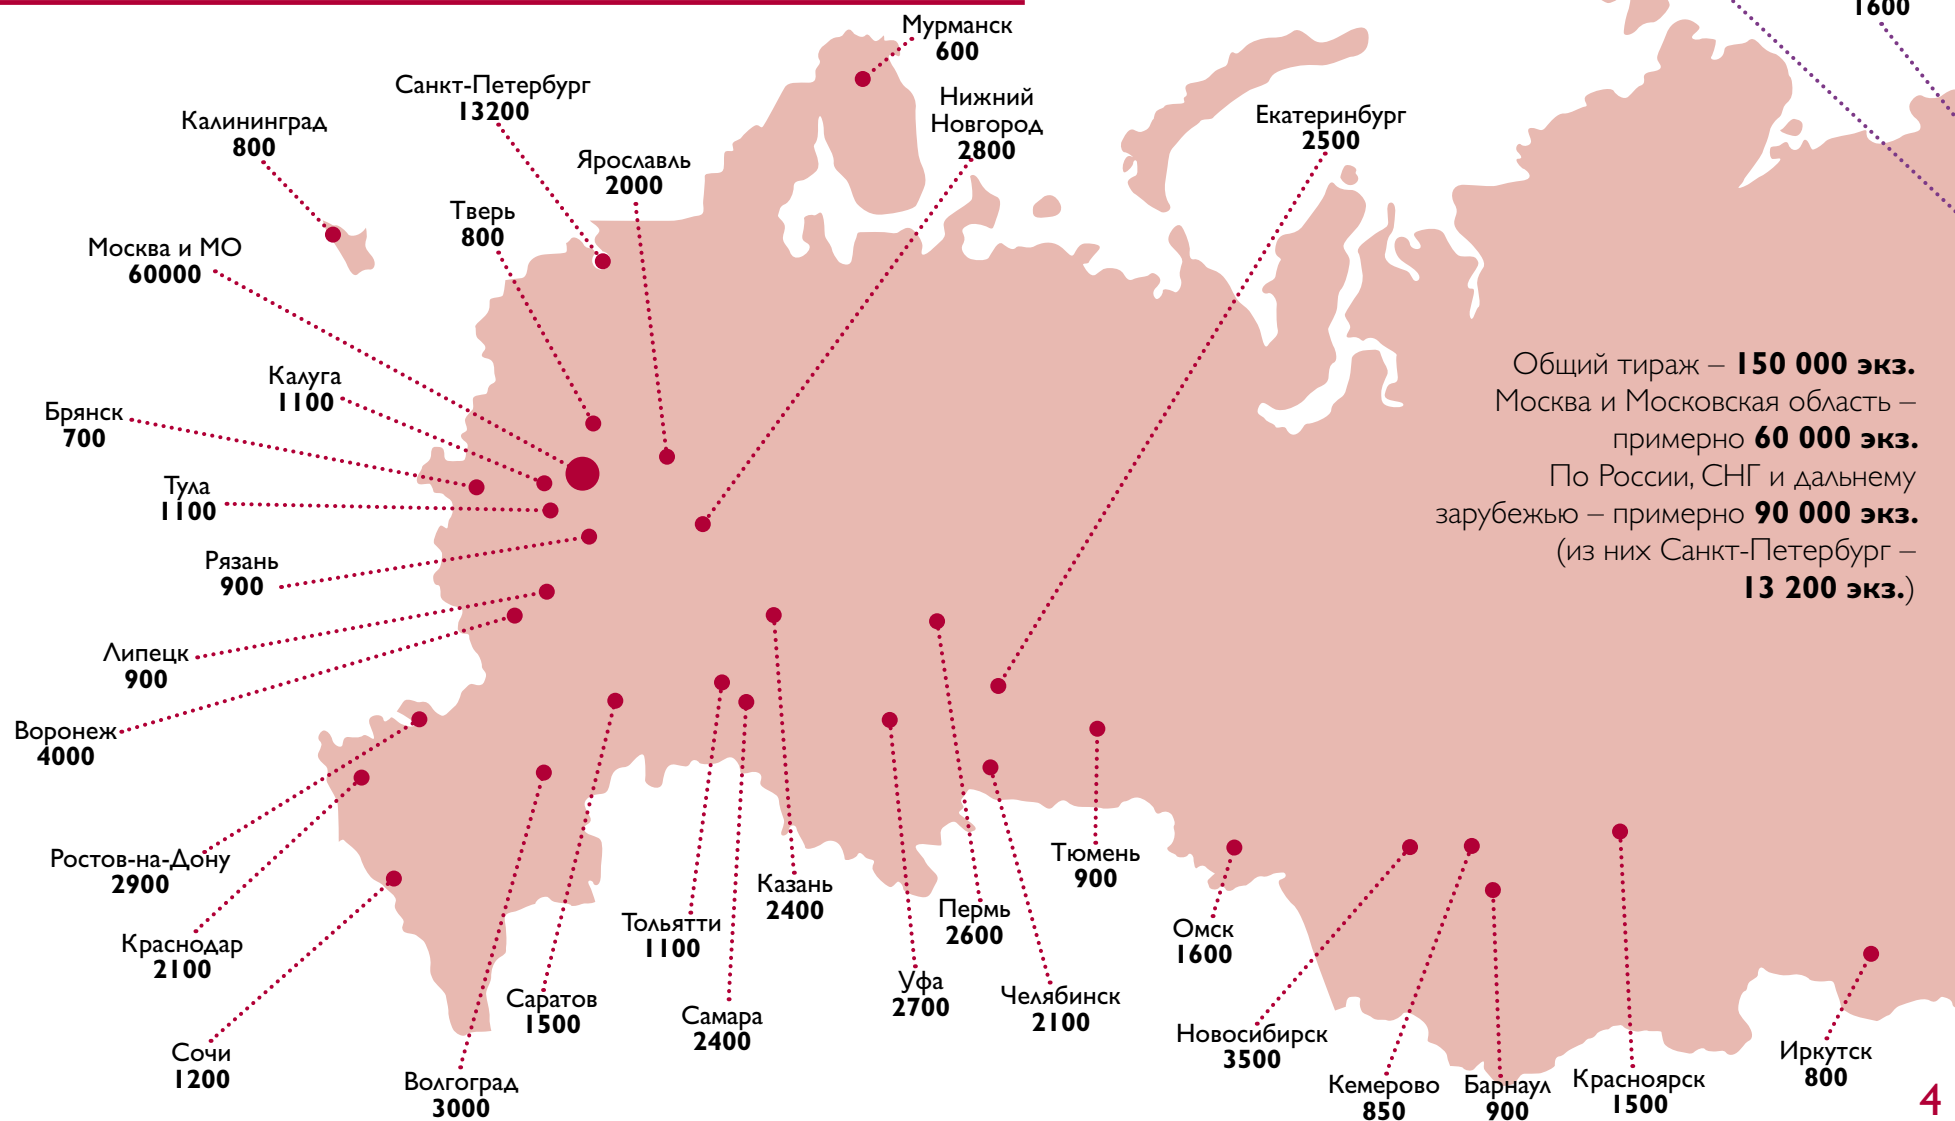 1600
Мурманск
600
Санкт-Петербург
13200
Нижний
Новгород
2800
Калининград
800
Екатеринбург
2500
Ярославль
2000
Тверь
800
Москва и МО
60000
Калуга
1100
Брянск
700
Тула
1100
Рязань
900
Липецк
900
Воронеж
4000
Общий тираж – 150 000 экз.
Москва и Московская область –
примерно 60 000 экз.
По России, СНГ и дальнему
зарубежью – примерно 90 000 экз.
(из них Санкт-Петербург –
13 200 экз.)
Ростов-на-Дону
2900
Краснодар
2100
Сочи
1200
Волгоград
3000
Саратов
1500
Тольятти
1100
Самара
2400
Казань
2400
Уфа
2700
Пермь
2600
Челябинск
2100
Тюмень
900
Омск
1600
Новосибирск
3500
Кемерово
850
Барнаул
900
Красноярск
1500
Иркутск
800
4